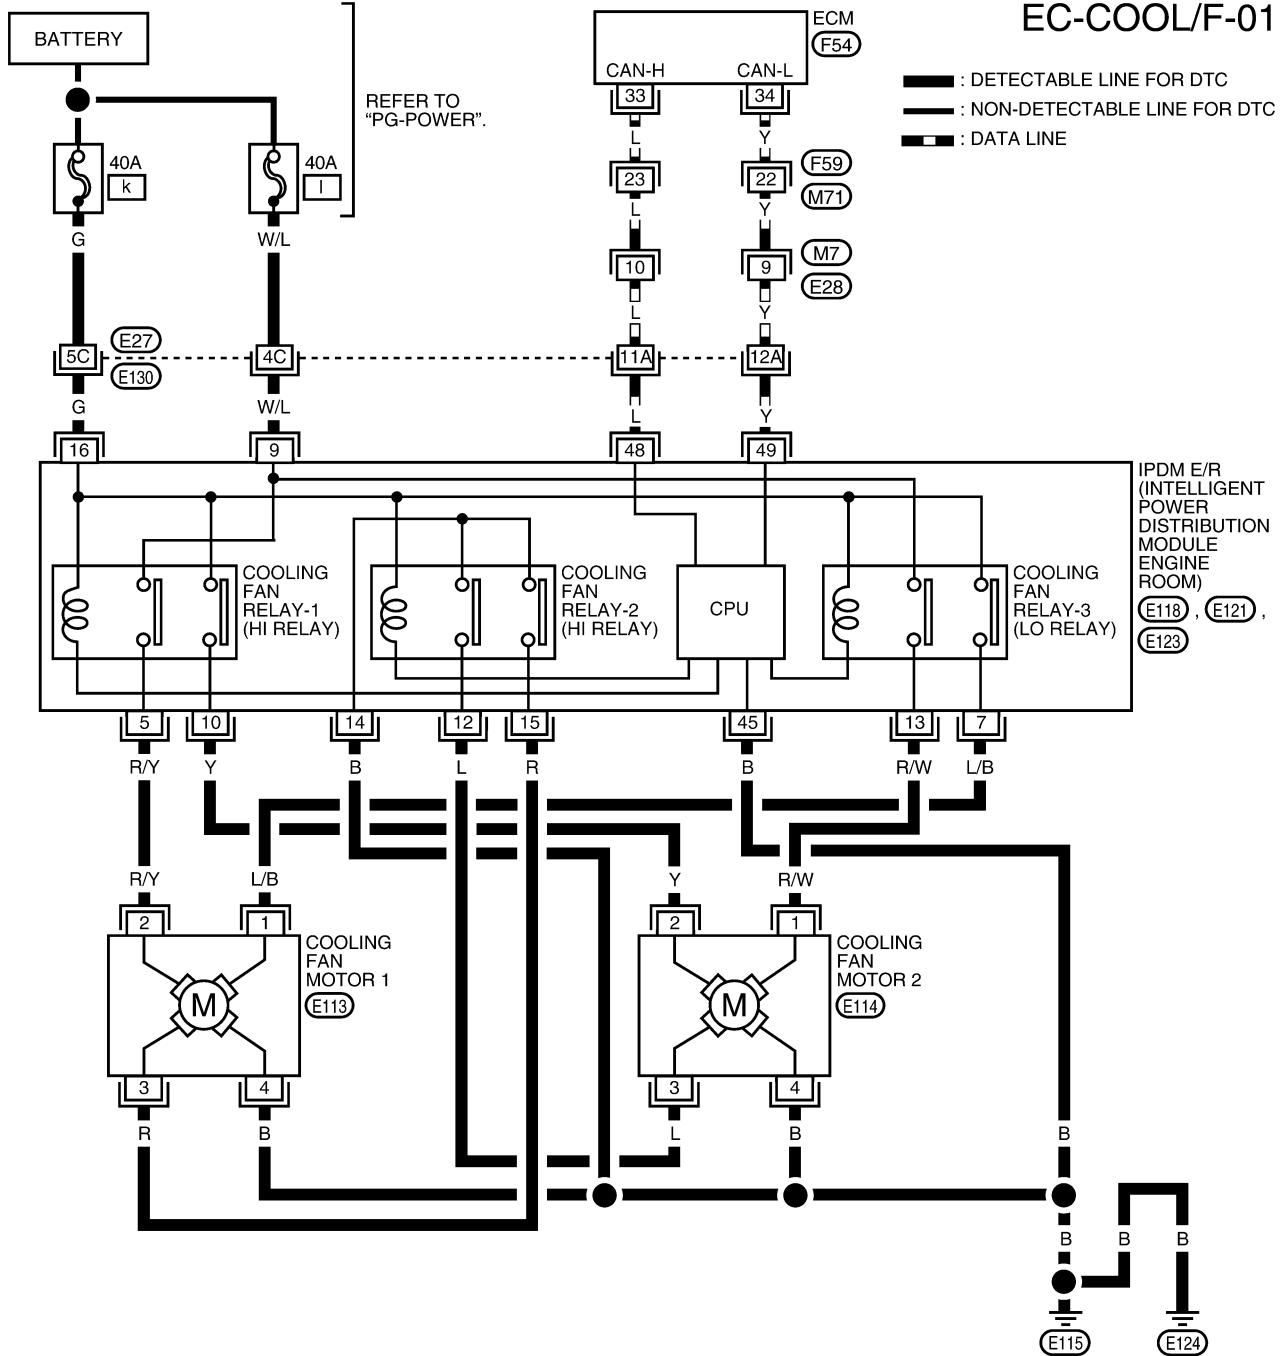 EC-COOL/F-01
BATTERY
REFER TO
“PG-POWER”.
ECM
F54
CAN-H
CAN-L
: DETECTABLE LINE FOR DTC
: NON-DETECTABLE LINE FOR DTC
: DATA LINE
33
34
40A
k
40A
l
L
Y
23
22
F59
M71
G
W/L
L
Y
10
9
M7
E28
L
Y
5C
E27
E130
4C
11A
12A
G
W/L
L
Y
16
9
48
49
IPDM E/R
(INTELLIGENT
POWER
DISTRIBUTION
MODULE
ENGINE
ROOM)
E118 , E121 ,
E123
COOLING
FAN
RELAY-1
(HI RELAY)
COOLING
FAN
RELAY-2
(HI RELAY)
CPU
COOLING
FAN
RELAY-3
(LO RELAY)
5
10
14
12
15
45
13
7
R/Y
Y
B
L
R
B
R/W
L/B
R/Y
L/B
Y
R/W
2
1
2
1
COOLING
FAN
MOTOR 1
E113
M
COOLING
FAN
MOTOR 2
E114
M
3
4
3
4
R
B
L
B
B
B
B
B
E115
E124